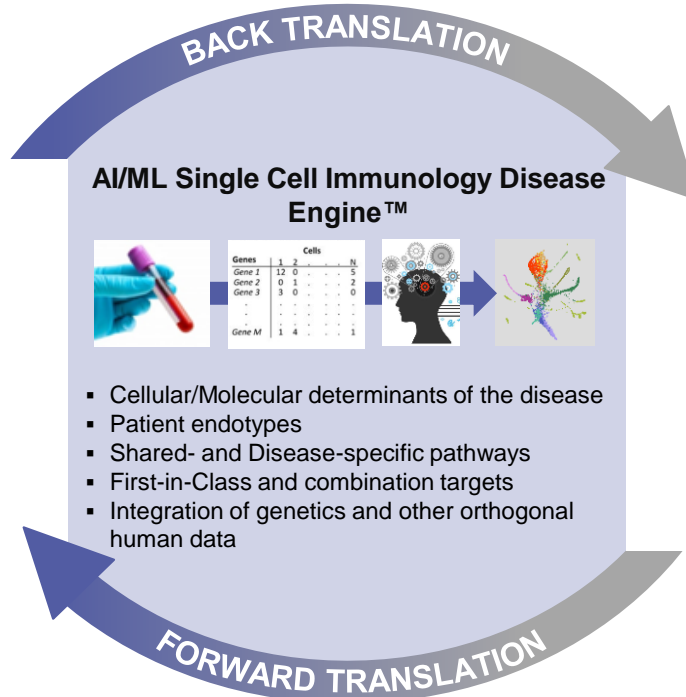 BACK TRANSLATION
AI/ML Single Cell Immunology Disease
Engine™
Cells
Genes 1 2 . . . N
Gene 1 12 0 . . . 5
Gene 2 0 1 . . . 2
Gene 3 3 0 . . . 0
. . . . . . .
. . . . . . .
. . . . . . .
Gene M 1 4 . . . 1
▪ Cellular/Molecular determinants of the disease
▪ Patient endotypes
▪ Shared- and Disease-specific pathways
▪ First-in-Class and combination targets
▪ Integration of genetics and other orthogonal
human data
FORWARD TRANSLATION